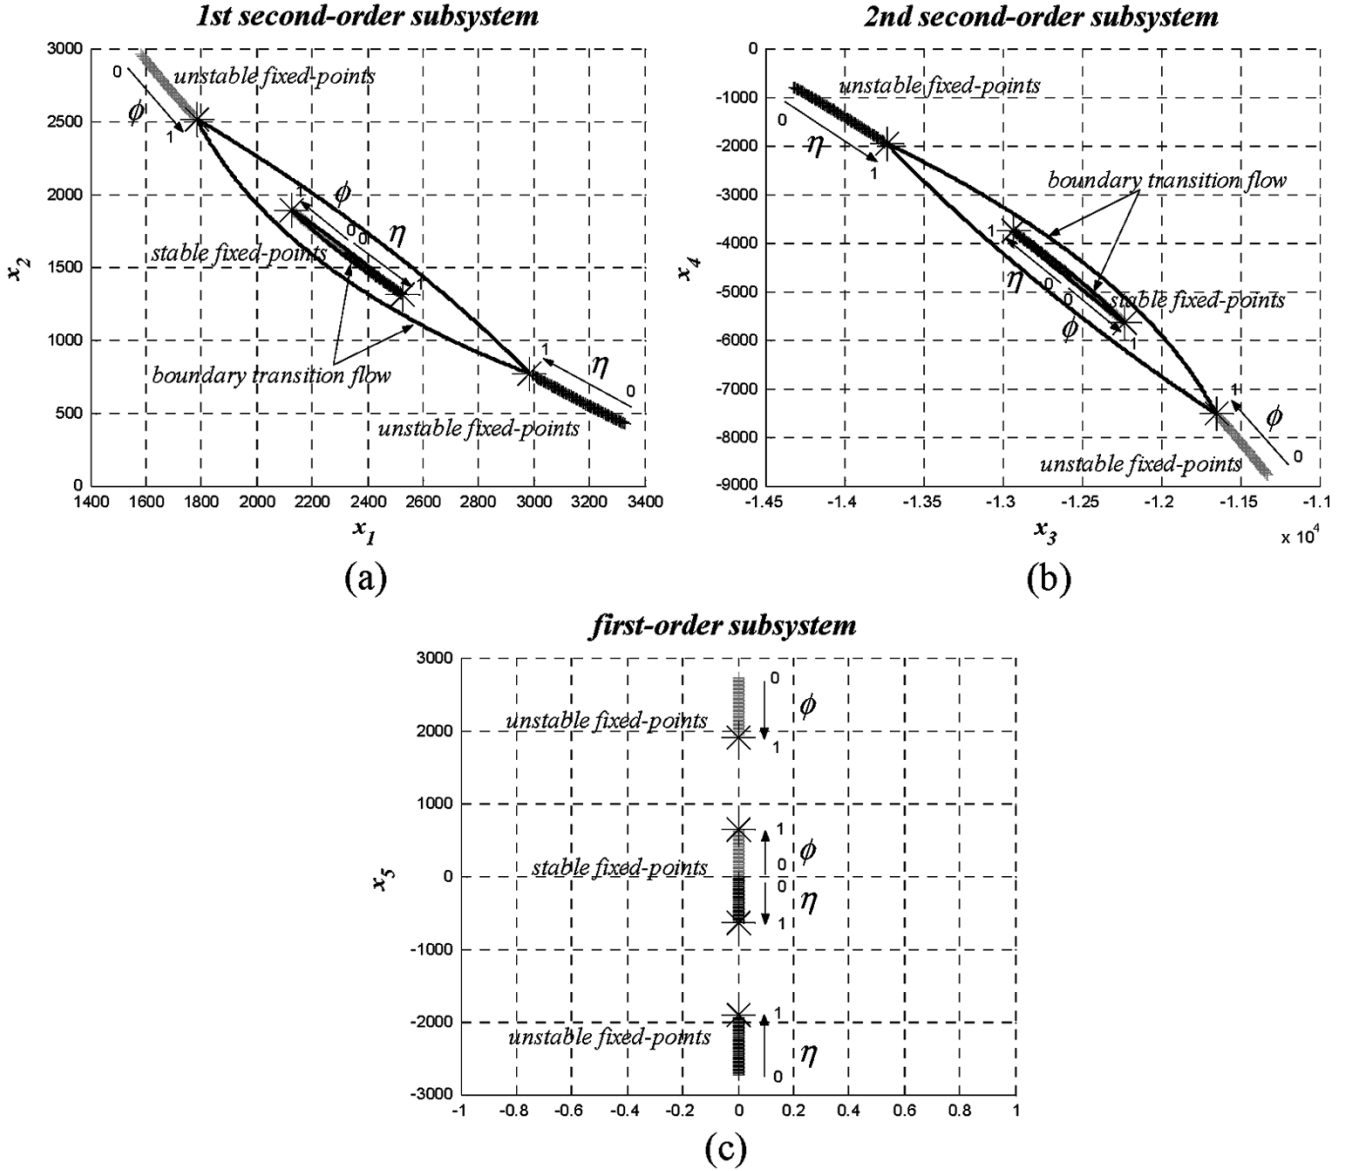 1st second-order subsystem
3000
2500
2000
1500
1000
500
0
x2
unstable fixed-points
0
ϕ
1
1
ϕ
0
0
η
stable fixed-points
1
boundary transition flow
1
η
0
unstable fixed-points
1400 1600 1800 2000 2200 2400 2600 2800 3000 3200 3400
x1
(a)
2nd second-order subsystem
0
-1000
-2000
-3000
-4000
-5000
-6000
-7000
-8000
-9000
x4
unstable fixed-points
0
η
1
boundary transition flow
1
η
0
0
stable fixed-points
ϕ
1
1
ϕ
0
unstable fixed-points
-1.45 -1.4 -1.35 -1.3 -1.25 -1.2 -1.15 -1.1
x3
x 10^4
(b)
first-order subsystem
3000
2000
1000
0
-1000
-2000
-3000
x5
0
unstable fixed-points
ϕ
1
1
ϕ
stable fixed-points
0
0
η
1
1
unstable fixed-points
η
0
-1 -0.8 -0.6 -0.4 -0.2 0 0.2 0.4 0.6 0.8 1
(c)